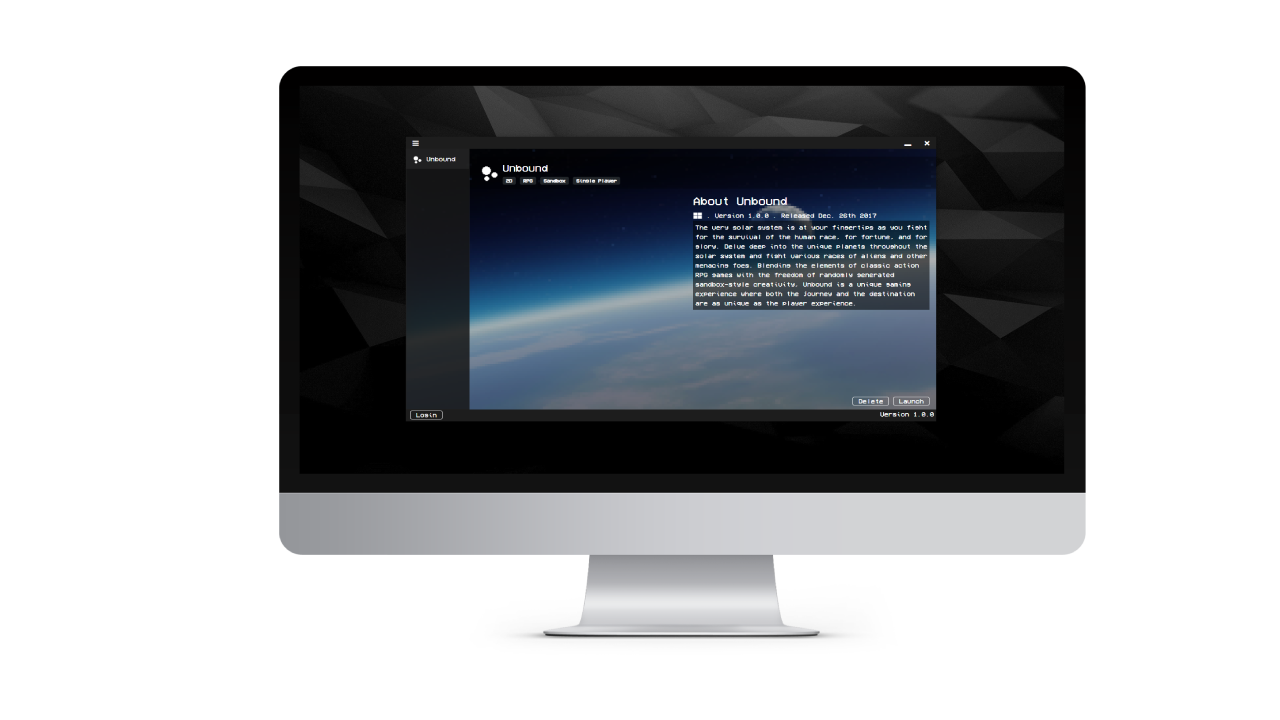 Unbound
Unbound
2D RPG Sandbox Single Player
About Unbound
. Version 1.0.0 . Released Dec. 26th 2017
The very solar system is at your fingertips as you fight
for the survival of the human race, for fortune, and for
glory. Delve deep into the unique planets throughout the
solar system and fight various races of aliens and other
menacing foes. Blending the elements of classic action
RPG games with the freedom of randomly generated
sandbox-style creativity, Unbound is a unique gaming
experience where both the Journey and the destination
are as unique as the player experience.
Delete Launch
Login
Version 1.0.0